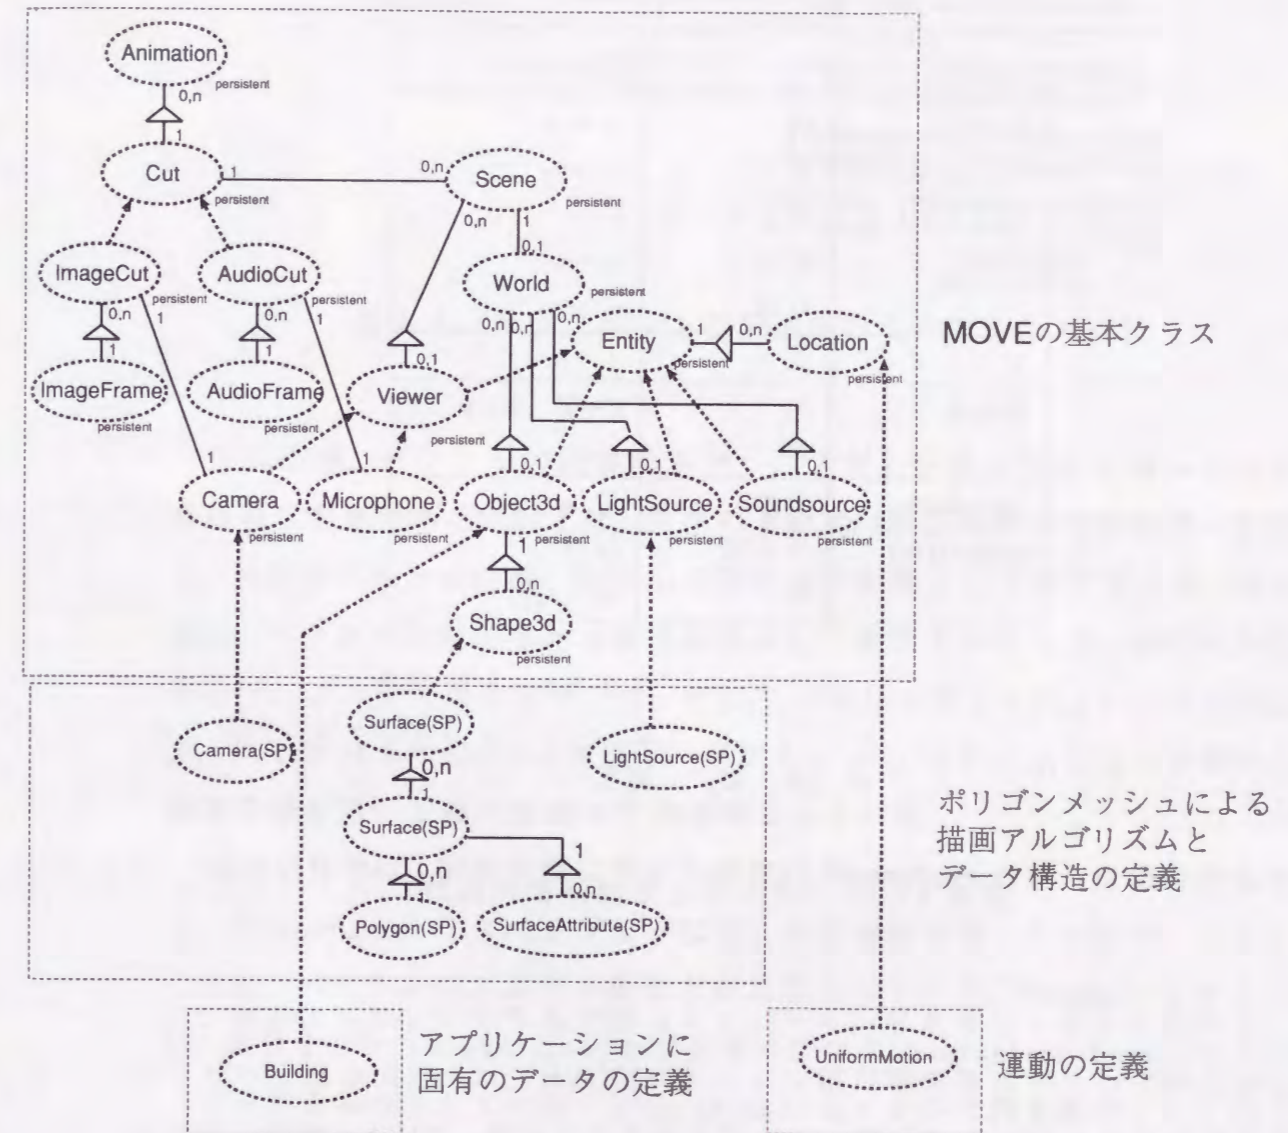 Animation
persistent
0,n
1
Cut
persistent
1
0,n
Scene
persistent
0,n
1
0,1
ImageCut
persistent
AudioCut
persistent
World
persistent
0,n
1
1
0,n
1
1
0,n
0,n
0,n
Entity
persistent
1
0,n
Location
persistent
MOVEの基本クラス
ImageFrame
persistent
AudioFrame
persistent
0,1
Viewer
persistent
1
1
0,1
0,1
0,1
Camera
persistent
Microphone
persistent
Object3d
persistent
LightSource
persistent
Soundsource
persistent
1
0,n
Shape3d
persistent
Surface(SP)
Camera(SP)
LightSource(SP)
0,n
1
Surface(SP)
ポリゴンメッシュによる
描画アルゴリズムと
データ構造の定義
0,n
1
1
0,n
Polygon(SP)
SurfaceAttribute(SP)
Building
アプリケーションに
固有のデータの定義
UniformMotion
運動の定義